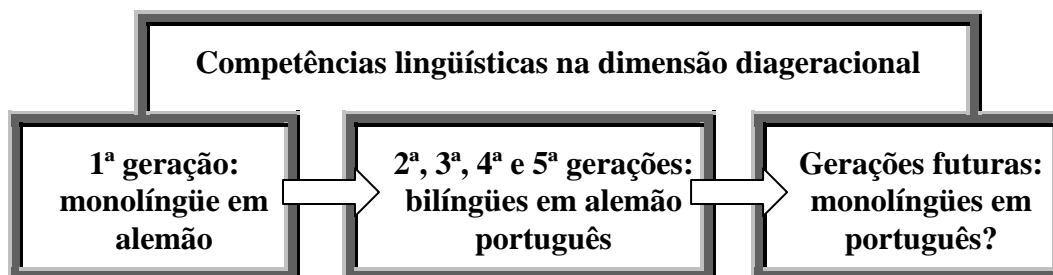 Competências lingüísticas na dimensão diageracional
1ª geração:
monolíngüe em
alemão
2ª, 3ª, 4ª e 5ª gerações:
bilíngües em alemão
português
Gerações futuras:
monolíngües em
português?